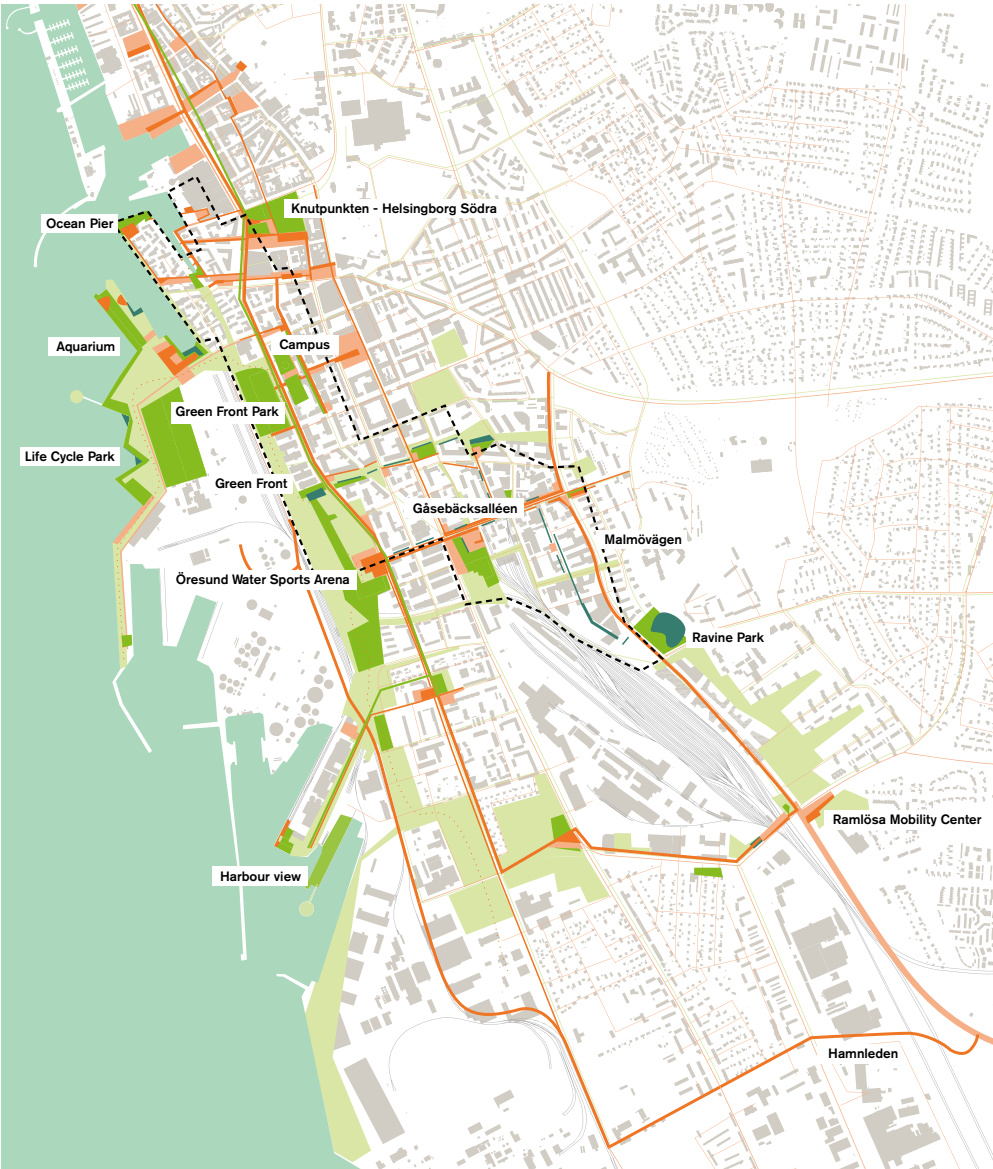 Knutpunkten - Helsingborg Södra
Ocean Pier
Aquarium
Campus
Green Front Park
Life Cycle Park
Green Front
Gåsebäcksalléen
Malmövägen
Öresund Water Sports Arena
Ravine Park
Ramlösa Mobility Center
Harbour view
Hamnleden